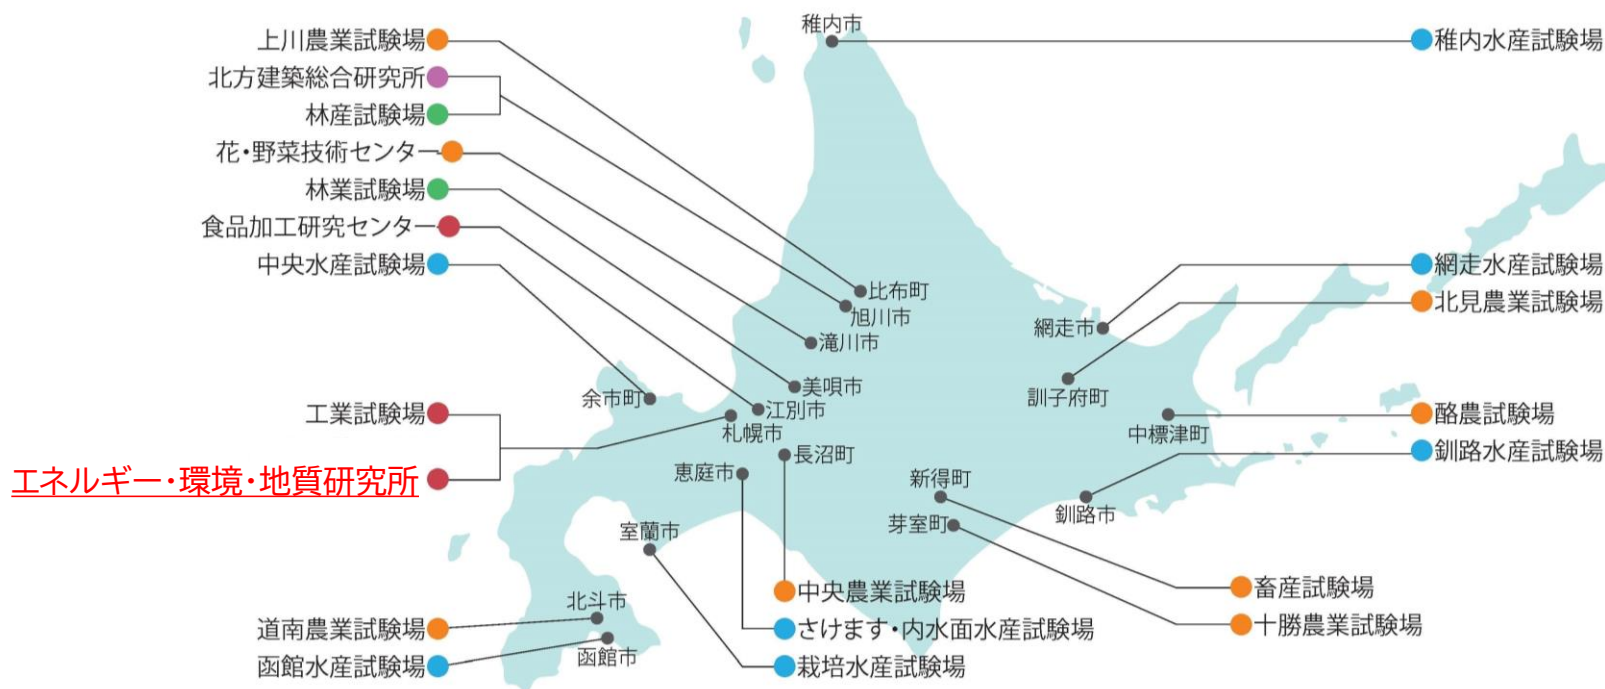 上川農業試験場
北方建築総合研究所
林産試験場
花・野菜技術センター
林業試験場
食品加工研究センター
中央水産試験場
工業試験場
エネルギー・環境・地質研究所
道南農業試験場
函館水産試験場
稚内市
比布町
旭川市
滝川市
美唄市
江別市
札幌市
余市町
長沼町
恵庭市
室蘭市
北斗市
函館市
網走市
訓子府町
中標津町
釧路市
新得町
芽室町
稚内水産試験場
網走水産試験場
北見農業試験場
酪農試験場
釧路水産試験場
畜産試験場
十勝農業試験場
中央農業試験場
さけます・内水面水産試験場
栽培水産試験場